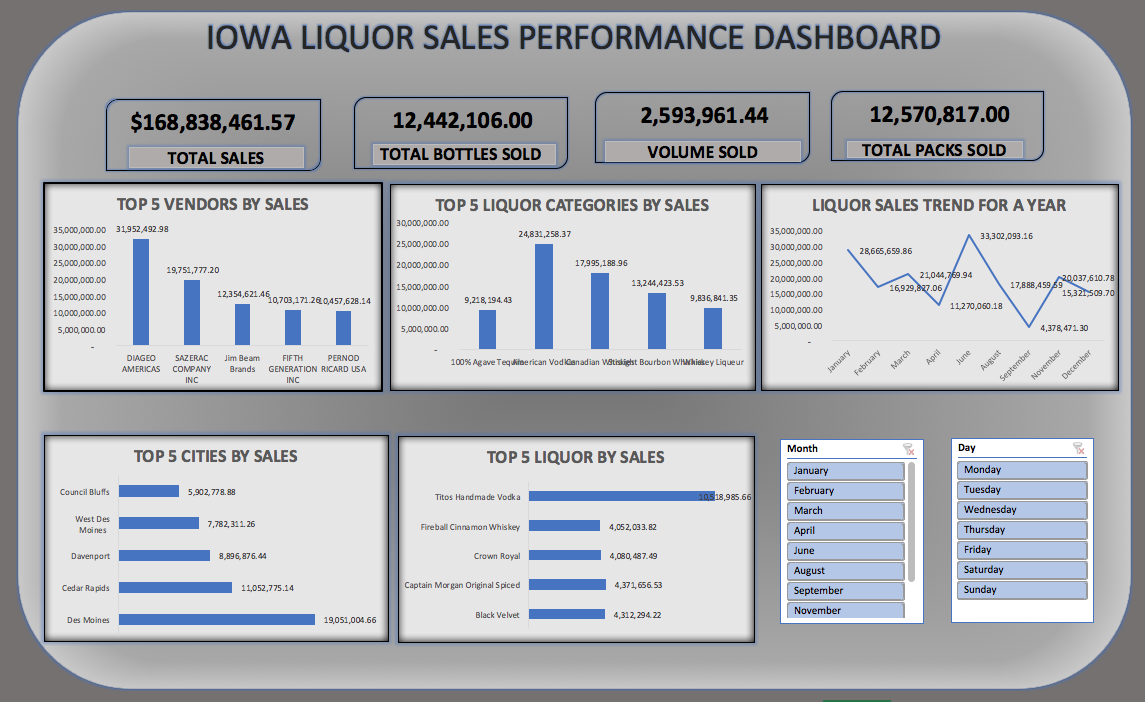 IOWA LIQUOR SALES PERFORMANCE DASHBOARD
$168,838,461.57
TOTAL SALES
12,442,106.00
TOTAL BOTTLES SOLD
2,593,961.44
VOLUME SOLD
12,570,817.00
TOTAL PACKS SOLD
TOP 5 VENDORS BY SALES
35,000,000.00
30,000,000.00
25,000,000.00
20,000,000.00
15,000,000.00
10,000,000.00
5,000,000.00
-
31,952,492.98
19,751,777.20
12,354,621.46
10,703,171.26
10,457,628.14
DIAGEO
AMERICAS
SAZERAC
COMPANY
INC
Jim Beam
Brands
FIFTH
GENERATION
INC
PERNOD
RICARD USA
TOP 5 LIQUOR CATEGORIES BY SALES
30,000,000.00
25,000,000.00
20,000,000.00
15,000,000.00
10,000,000.00
5,000,000.00
-
9,218,194.43
24,831,258.37
17,995,188.96
13,244,423.53
9,836,841.35
100% Agave Tequila
American Vodkas
Canadian Whiskies
Straight Bourbon Whiskies
Whiskey Liqueur
LIQUOR SALES TREND FOR A YEAR
35,000,000.00
30,000,000.00
25,000,000.00
20,000,000.00
15,000,000.00
10,000,000.00
5,000,000.00
-
28,665,659.86
16,929,827.06
21,044,769.94
11,270,060.18
33,302,093.16
17,888,459.59
4,378,471.30
20,037,610.78
15,321,509.70
January
February
March
April
June
August
September
November
December
TOP 5 CITIES BY SALES
Council Bluffs
5,902,778.88
West Des
Moines
7,782,311.26
Davenport
8,896,876.44
Cedar Rapids
11,052,775.14
Des Moines
19,051,004.66
TOP 5 LIQUOR BY SALES
Titos Handmade Vodka
10,518,985.66
Fireball Cinnamon Whiskey
4,052,033.82
Crown Royal
4,080,487.49
Captain Morgan Original Spiced
4,371,656.53
Black Velvet
4,312,294.22
Month
January
February
March
April
June
August
September
November
Day
Monday
Tuesday
Wednesday
Thursday
Friday
Saturday
Sunday